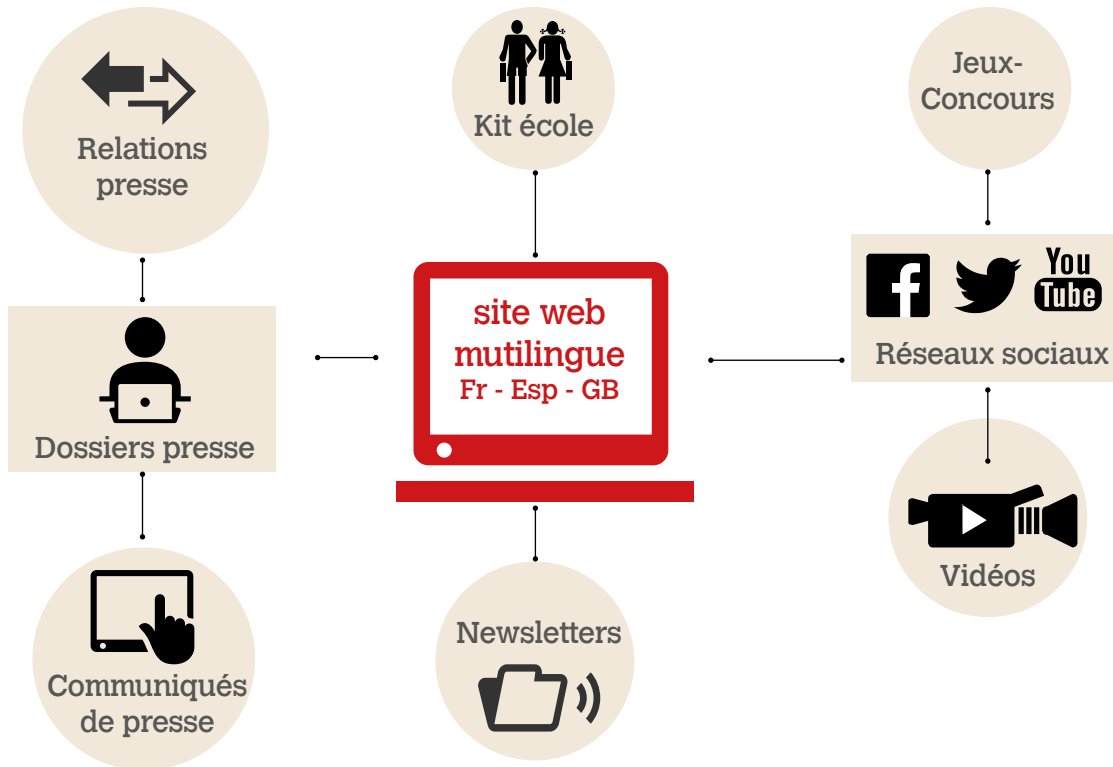 Relations
presse
Kit école
Jeux-
Concours
Dossiers presse
site web
mutilingue
Fr - Esp - GB
f
You
Tube
Réseaux sociaux
Communiqués
de presse
Newsletters
Vidéos